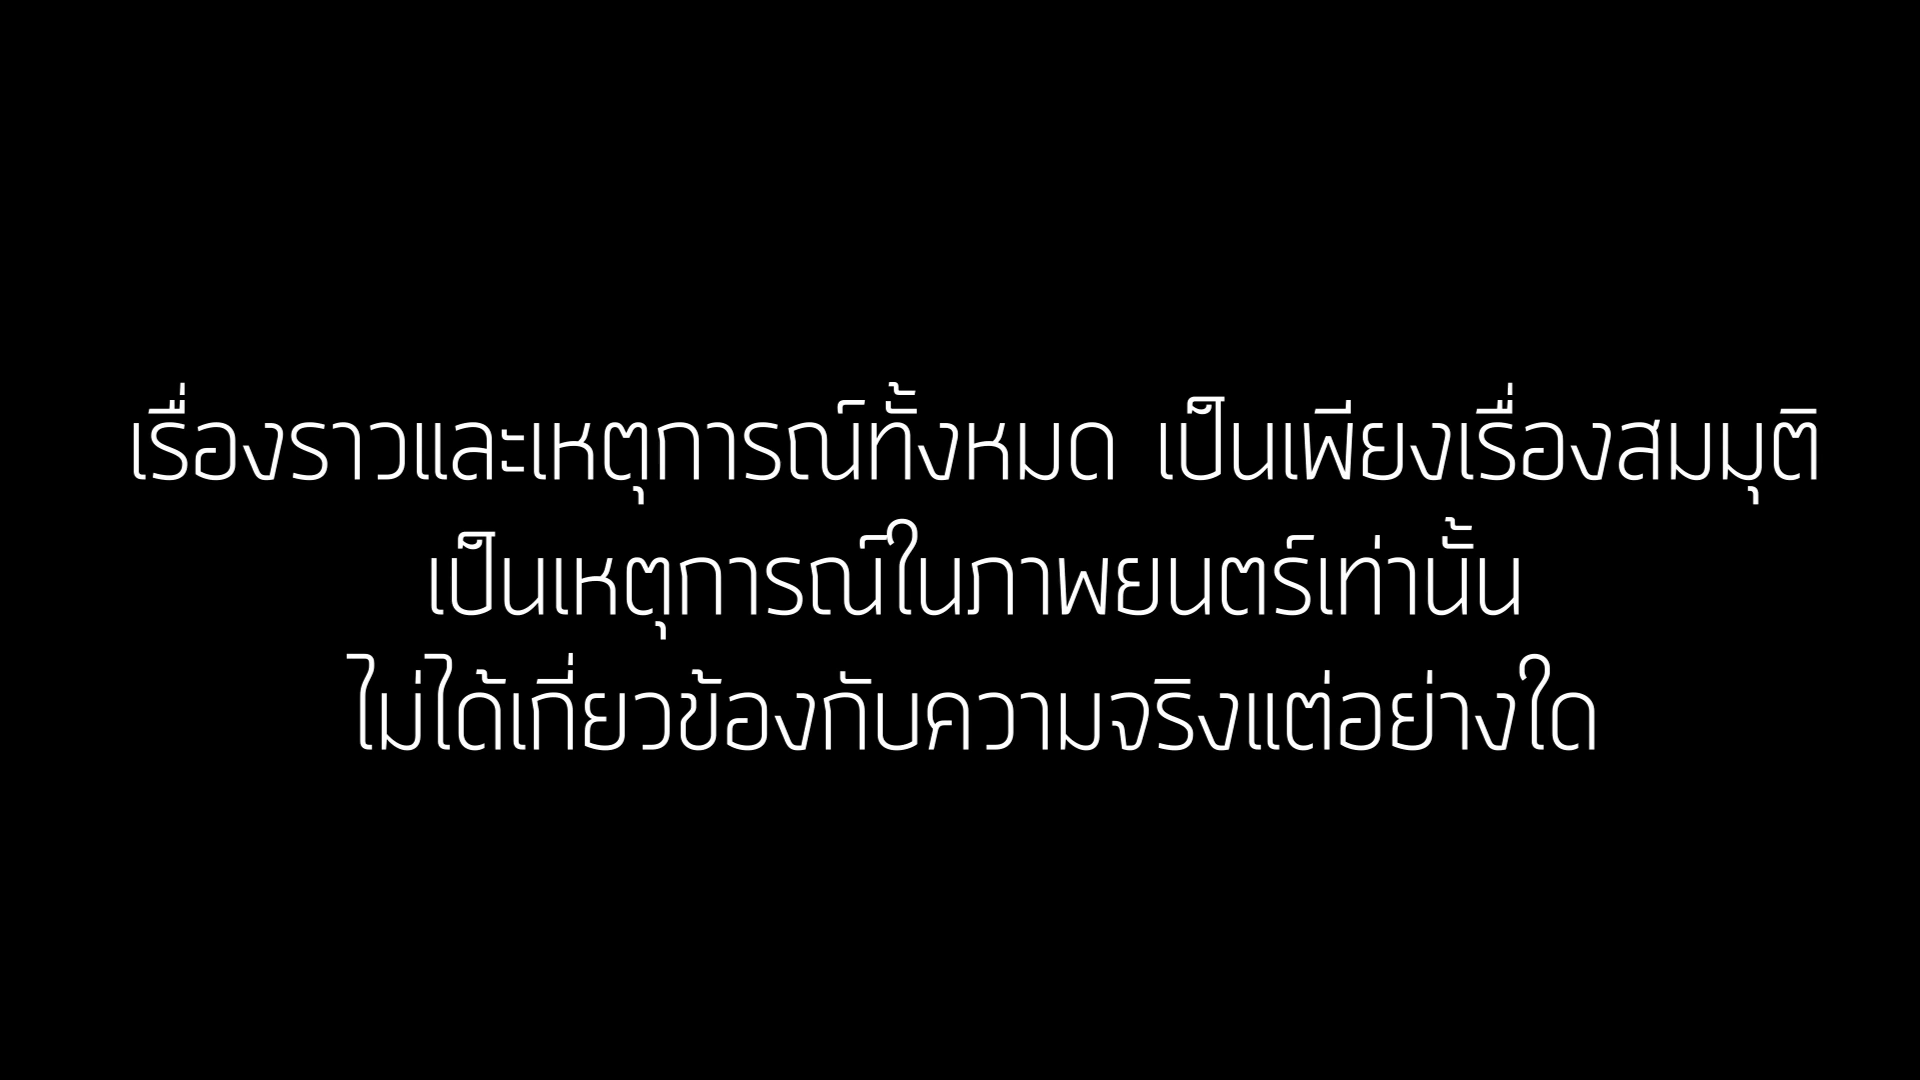 เรื่องราวและเหตุการณ์ทั้งหมด เป็นเพียงเรื่องสมมุติ
เป็นเหตุการณ์ในภาพยนตร์เท่านั้น
ไม่ได้เกี่ยวข้องกับความจริงแต่อย่างใด